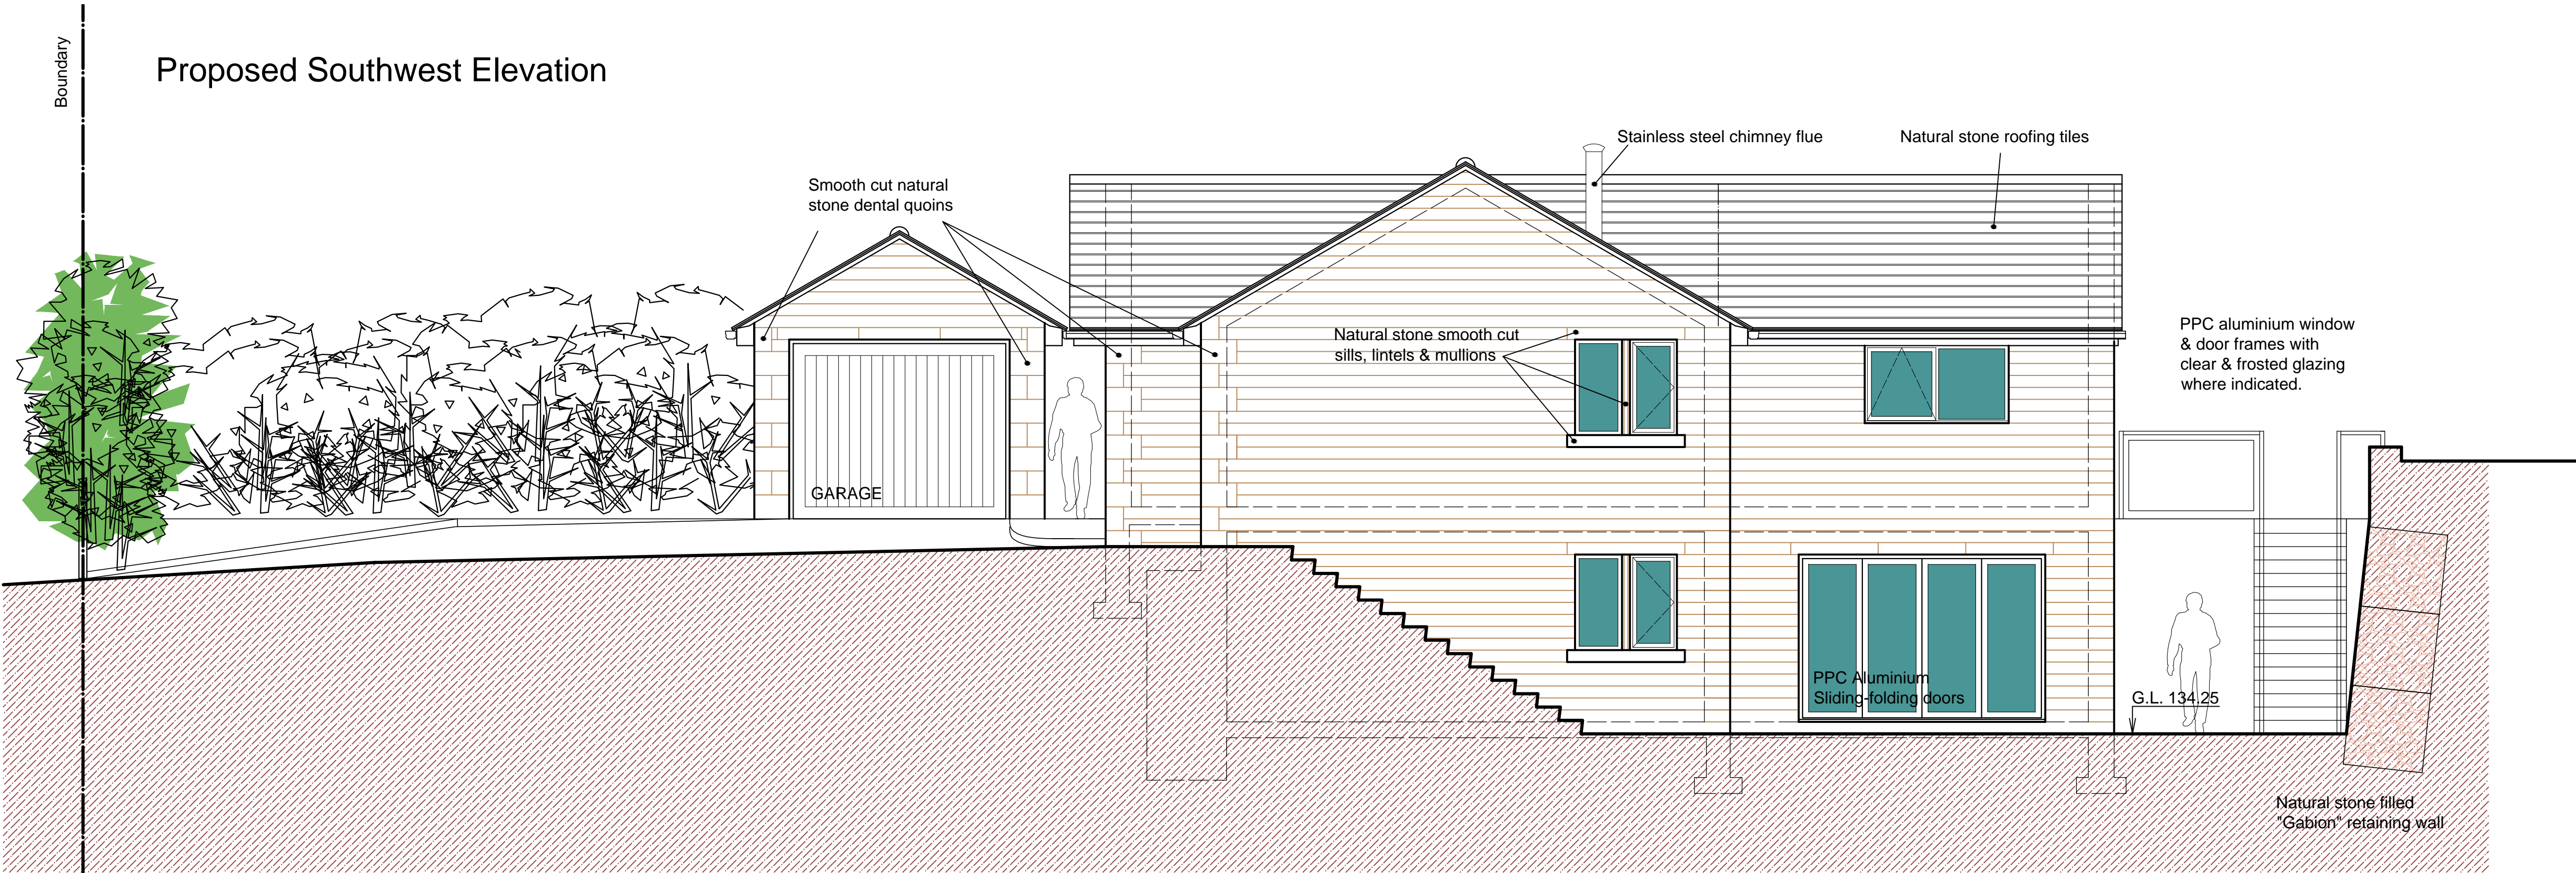 Boundary
Proposed Southwest Elevation
Stainless steel chimney flue
Natural stone roofing tiles
Smooth cut natural
stone dental quoins
Natural stone smooth cut
sills, lintels & mullions
PPC aluminium window
& door frames with
clear & frosted glazing
where indicated.
GARAGE
PPC Aluminium
Sliding-folding doors
G.L. 134.25
Natural stone filled
"Gabion" retaining wall